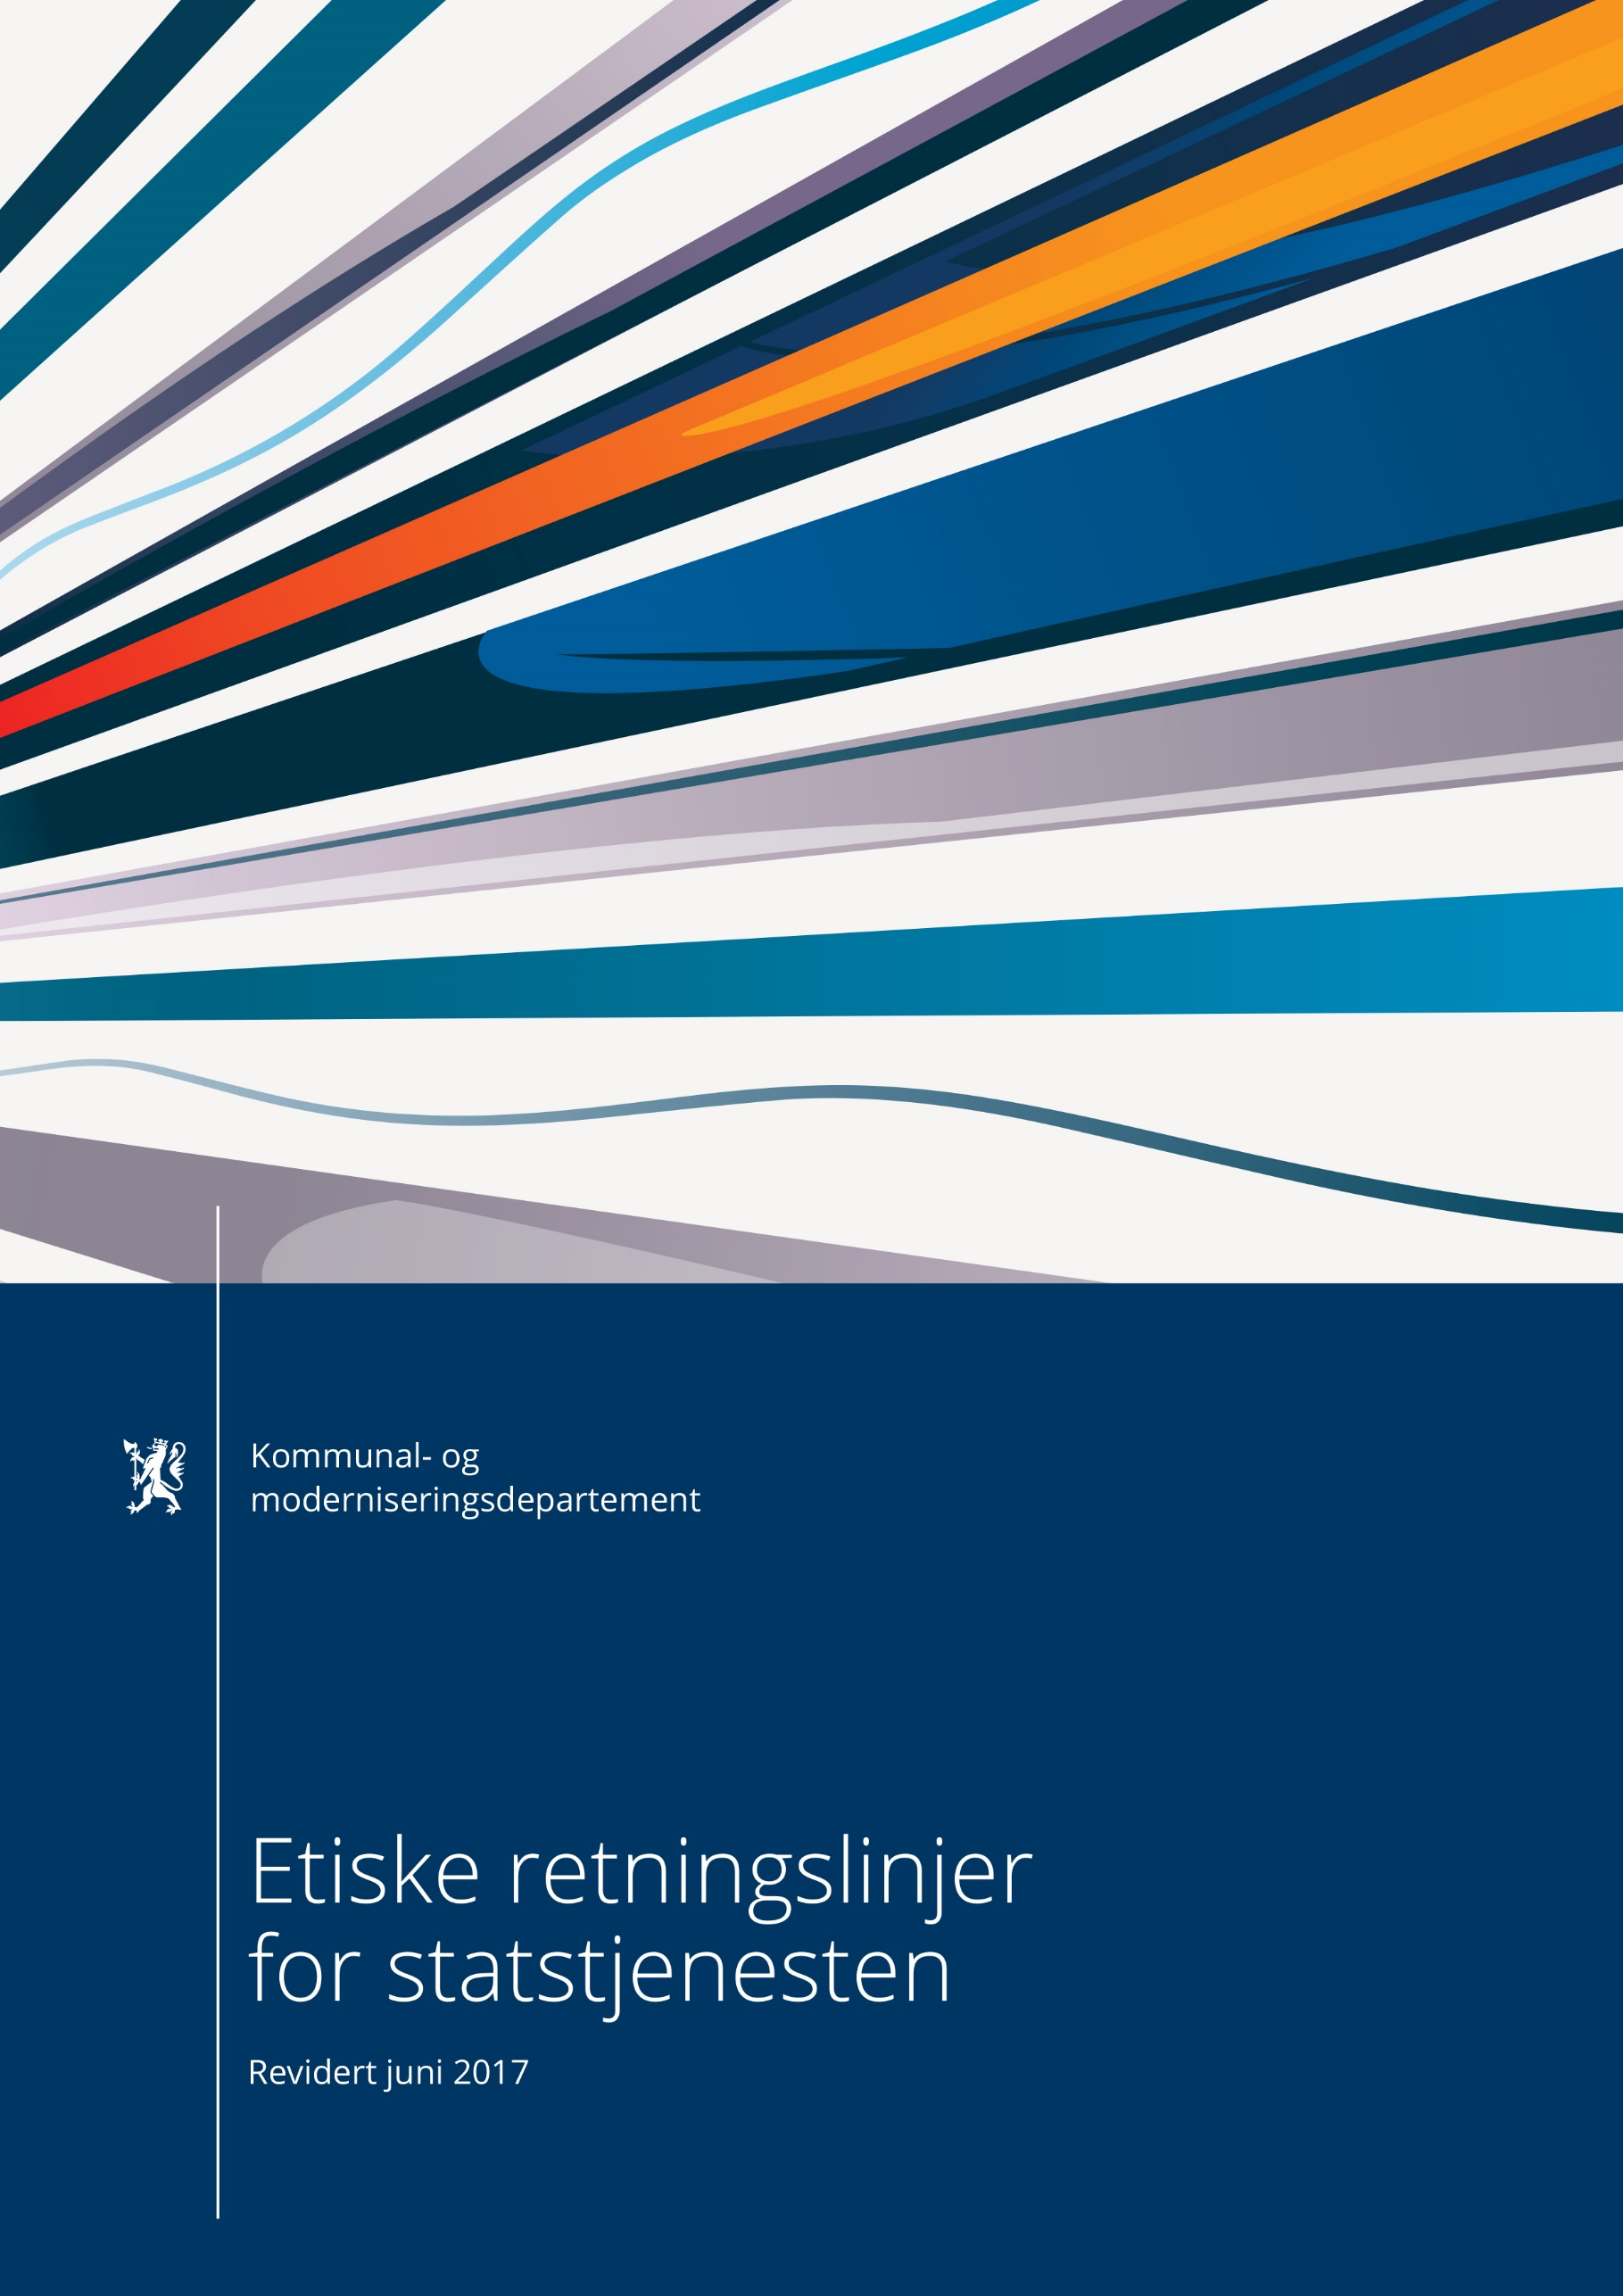 Kommunal- og
moderniseringsdepartement
Etiske retningslinjer
for statstjenesten
Revidert juni 2017